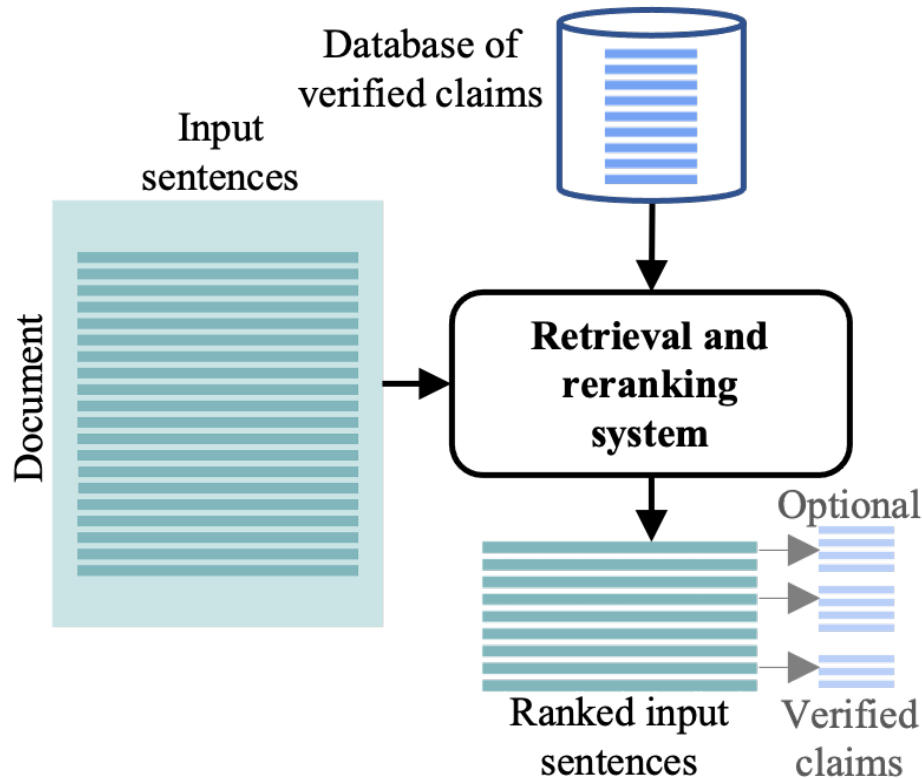 Database of
verified claims
Input
sentences
Document
Retrieval and
reranking
system
Optional
Ranked input
sentences
Verified
claims